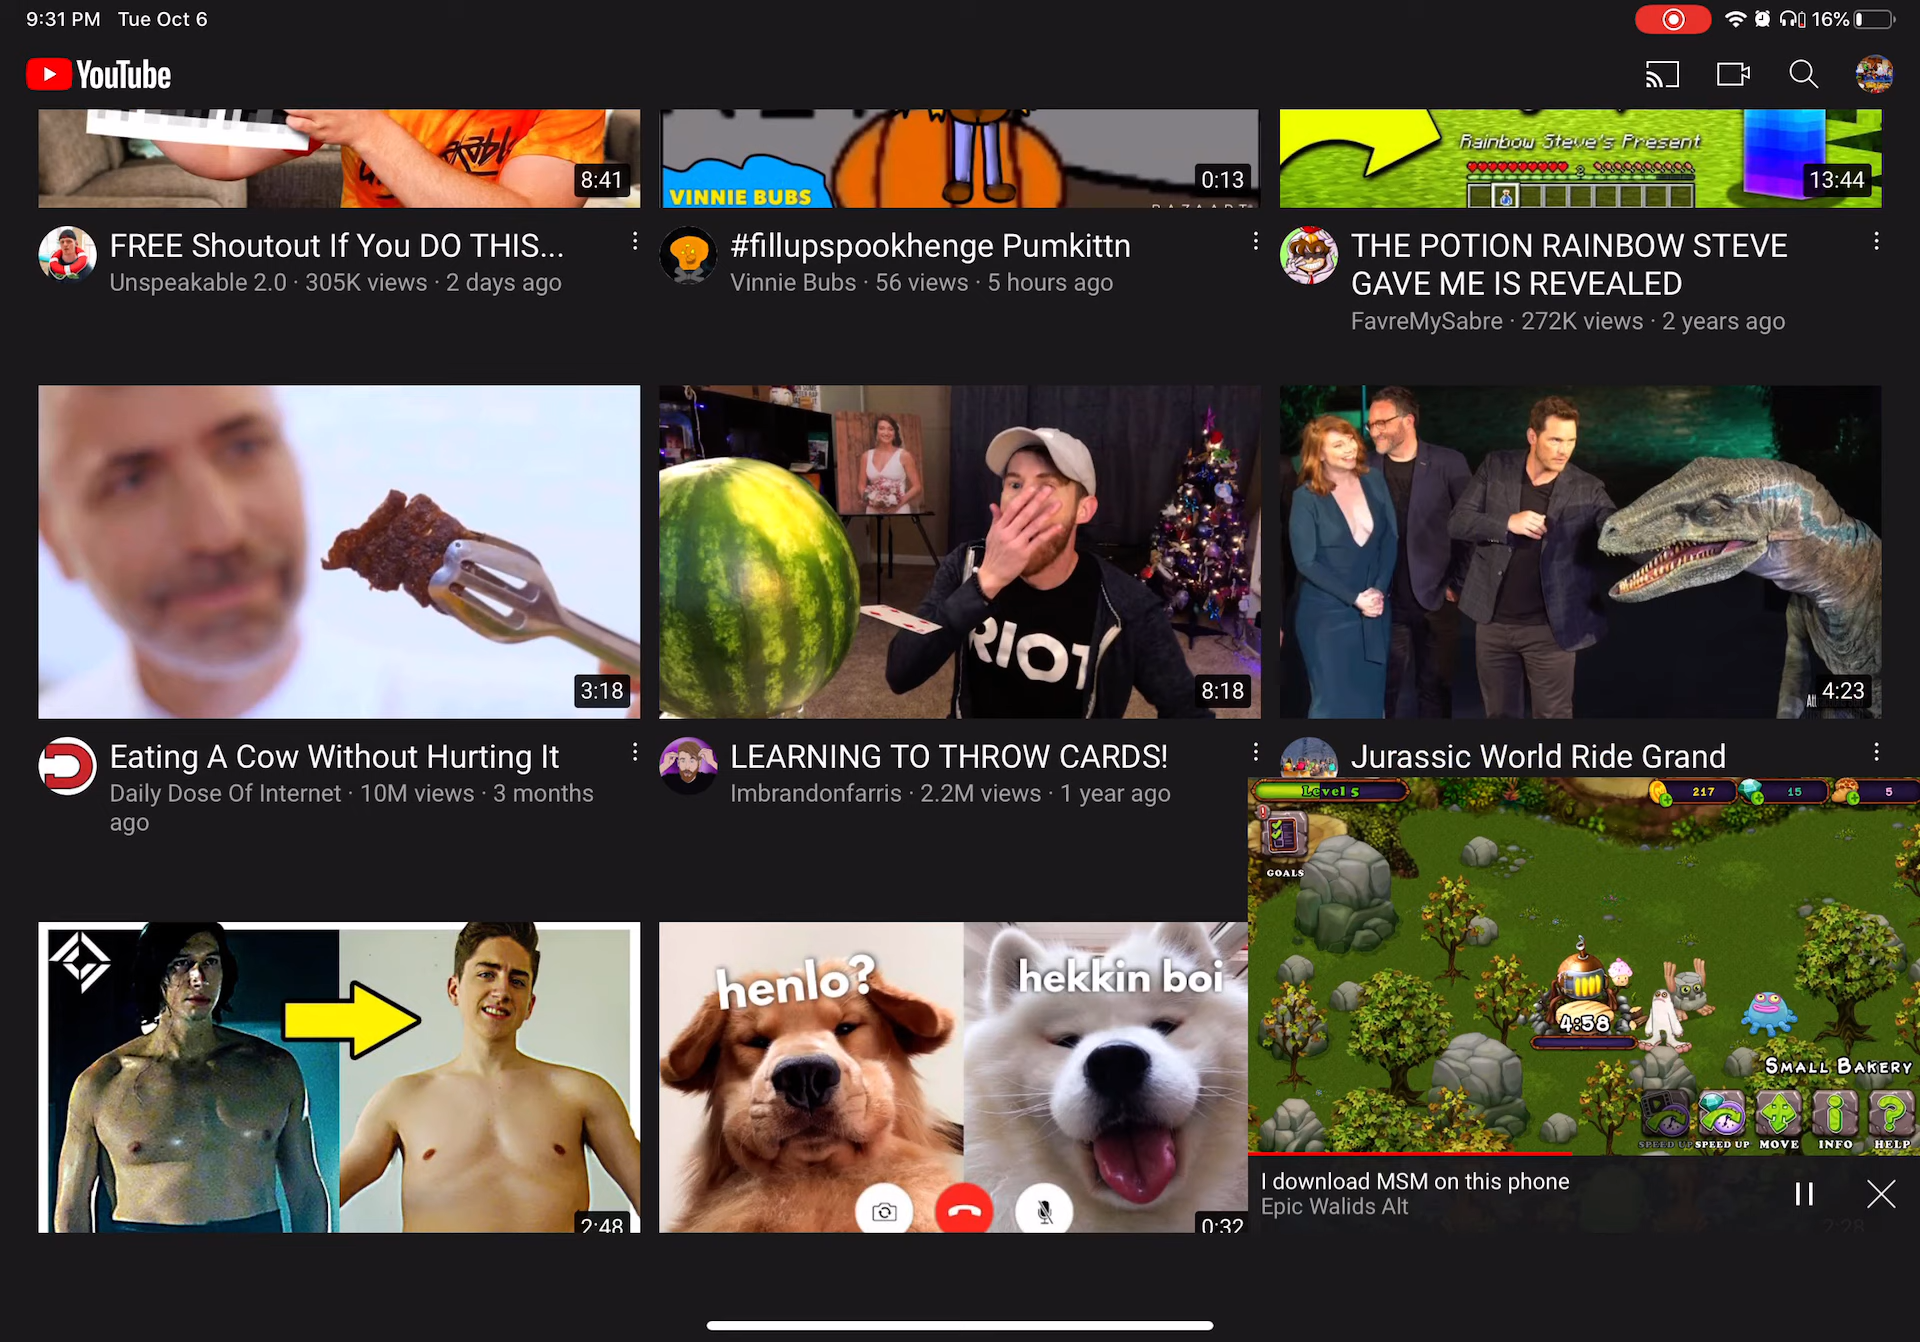 9:31 PM Tue Oct 6
16%
YouTube
8:41
VINNIE BUBS
0:13
Rainbow Steve's Present
13:44
FREE Shoutout If You DO THIS...
Unspeakable 2.0 · 305K views · 2 days ago
#fillupspookhenge Pumkittn
Vinnie Bubs · 56 views · 5 hours ago
THE POTION RAINBOW STEVE
GAVE ME IS REVEALED
FavreMySabre · 272K views · 2 years ago
3:18
RIOT
8:18
4:23
Eating A Cow Without Hurting It
Daily Dose Of Internet · 10M views · 3 months
ago
LEARNING TO THROW CARDS!
Imbrandonfarris · 2.2M views · 1 year ago
Jurassic World Ride Grand
Level 5
217
15
5
GOALS
4:58
SMALL BAKERY
SPEED UP SPEED UP MOVE INFO HELP
2:48
henlo?
hekkin boi
0:32
I download MSM on this phone
Epic Walids Alt
2:28